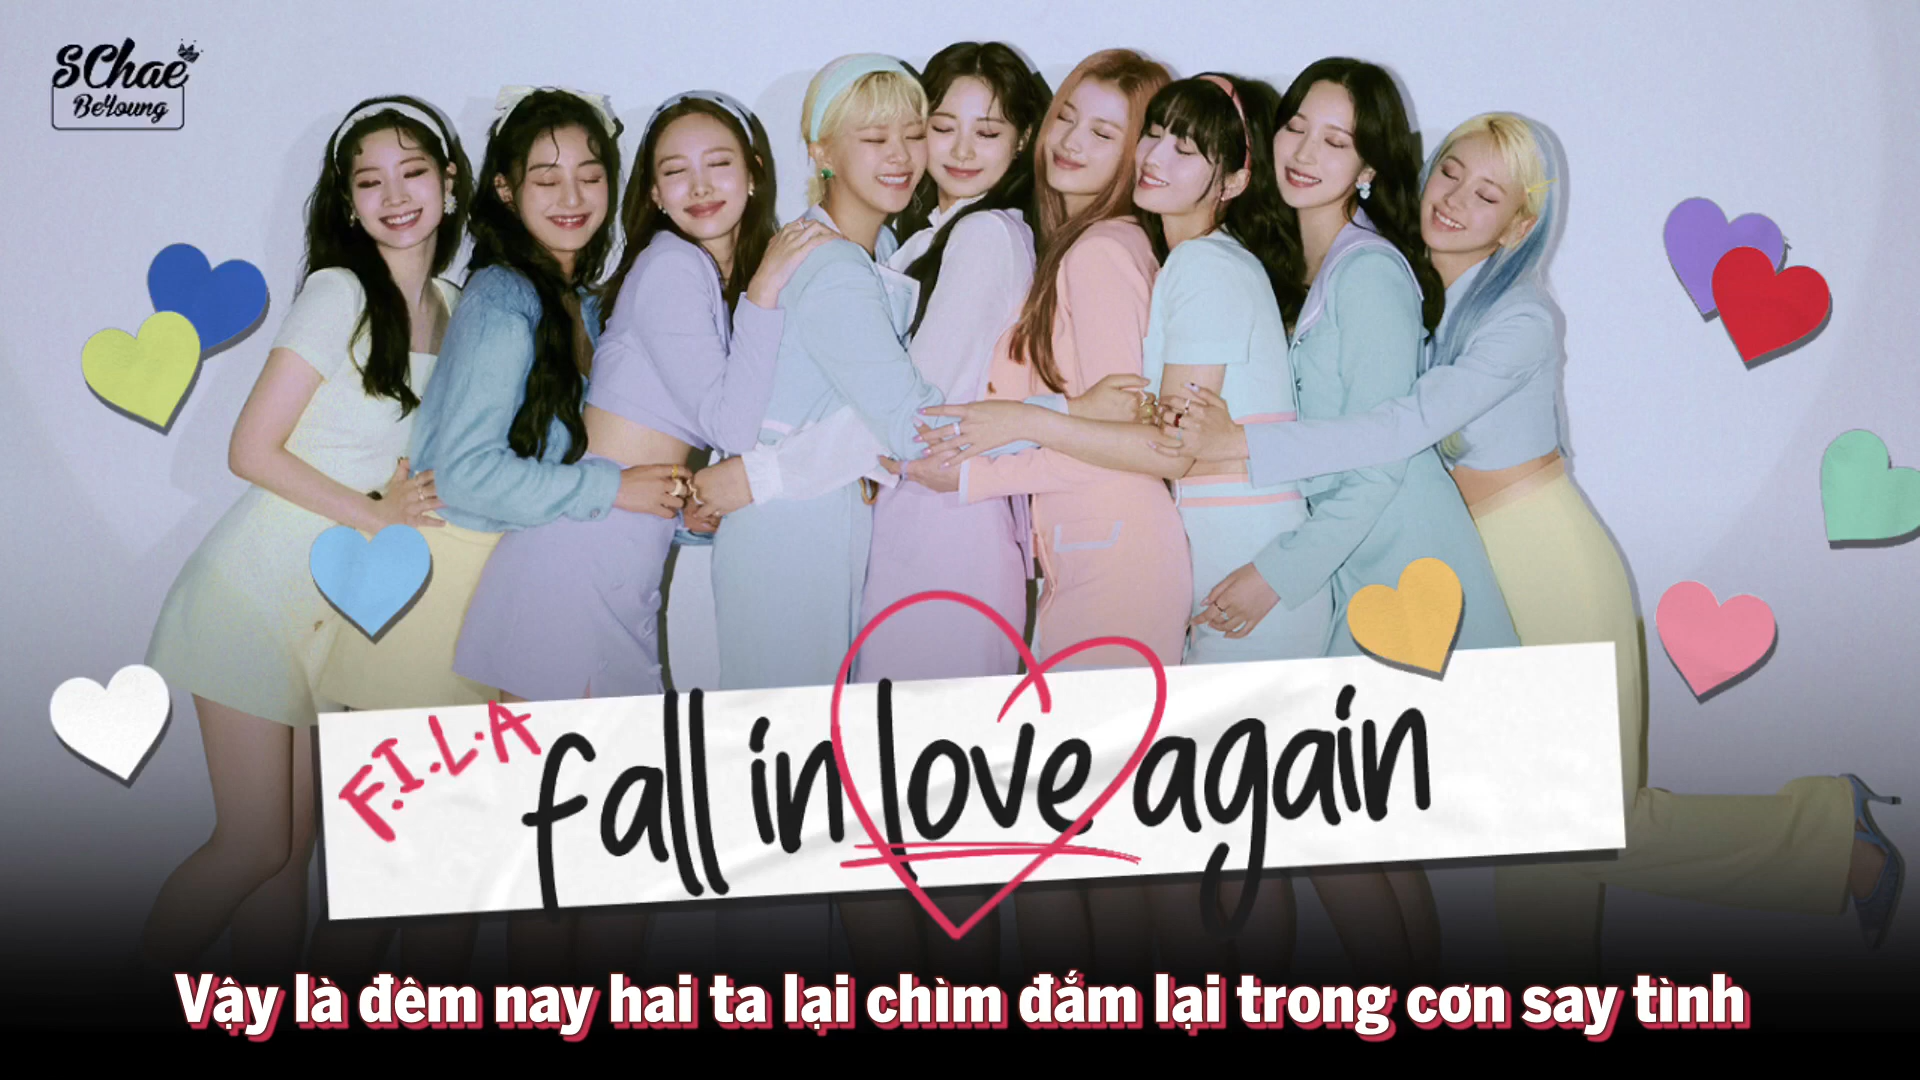 SChae
BeYoung
F.I.L.A
fall in love again
Vậy là đêm nay hai ta lại chìm đắm lại trong cơn say tình